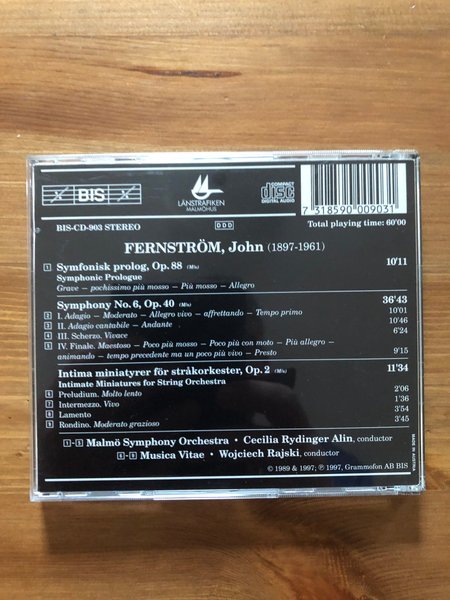 BIS
LÄNSTRAFIKEN
MALMÖHUS
COMPACT
disc
DIGITAL AUDIO
7 318590 009031
BIS-CD-903 STEREO
D D D
Total playing time: 60'00
FERNSTRÖM, John (1897-1961)
1 Symfonisk prolog, Op. 88 (M/s) 10'11
Symphonic Prologue
Grave – pochissimo più mosso – Più mosso – Allegro
Symphony No. 6, Op. 40 (M/s) 36'43
2 I. Adagio – Moderato – Allegro vivo – affrettando – Tempo primo 10'01
3 II. Adagio cantabile – Andante 10'46
4 III. Scherzo. Vivace 6'24
5 IV. Finale. Maestoso – Poco più mosso – Poco con moto – Più allegro –
animando – tempo precedente ma un poco più vivo – Presto 9'15
Intima miniatyrer för stråkorkester, Op. 2 (M/s) 11'34
Intimate Miniatures for String Orchestra
6 Preludium. Molto lento 2'06
7 Intermezzo. Vivo 1'36
8 Lamento 3'54
9 Rondino. Moderato grazioso 3'45
1 - 5 Malmö Symphony Orchestra · Cecilia Rydinger Alin, conductor
6 - 9 Musica Vitae · Wojciech Rajski, conductor
© 1989 & 1997; ℗ 1997, Grammofon AB BIS
MADE IN AUSTRIA